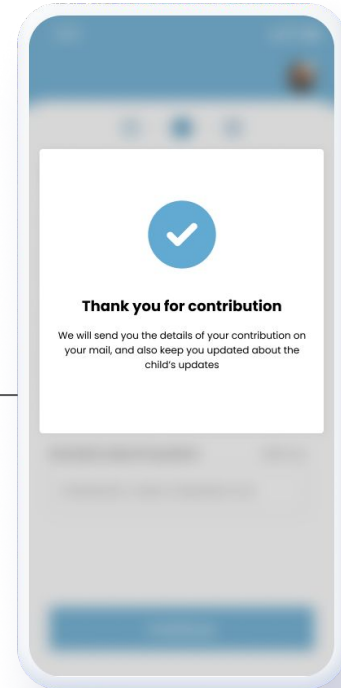 Thank you for contribution
We will send you the details of your contribution on
your mail, and also keep you updated about the
child's updates